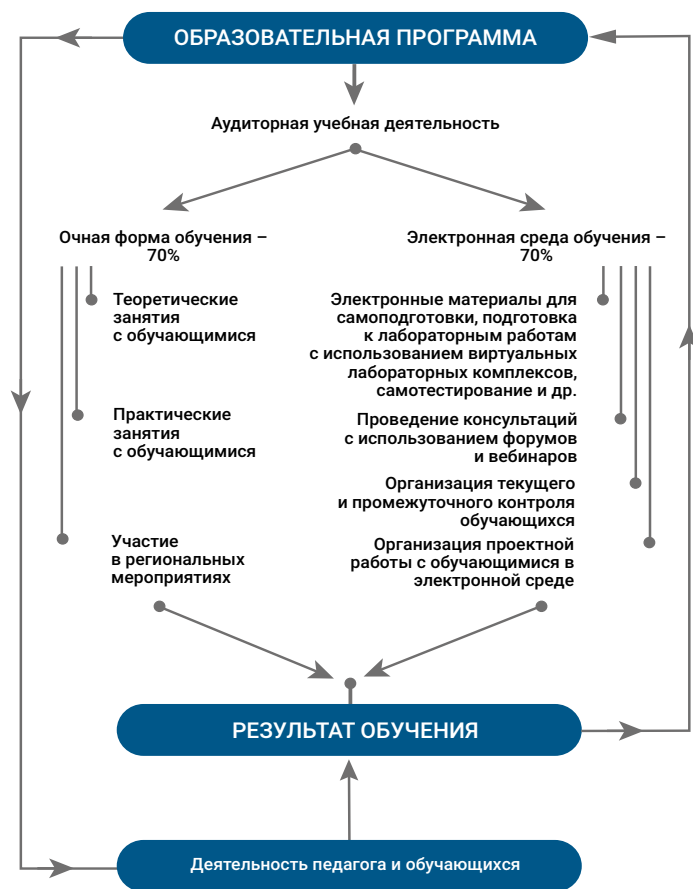 ОБРАЗОВАТЕЛЬНАЯ ПРОГРАММА
Аудиторная учебная деятельность
Очная форма обучения –
70%
Теоретические
занятия
с обучающимися
Практические
занятия
с обучающимися
Участие
в региональных
мероприятиях
Электронная среда обучения –
70%
Электронные материалы для
самоподготовки, подготовка
к лабораторным работам
с использованием виртуальных
лабораторных комплексов,
самотестирование и др.
Проведение консультаций
с использованием форумов
и вебинаров
Организация текущего
и промежуточного контроля
обучающихся
Организация проектной
работы с обучающимися в
электронной среде
РЕЗУЛЬТАТ ОБУЧЕНИЯ
Деятельность педагога и обучающихся